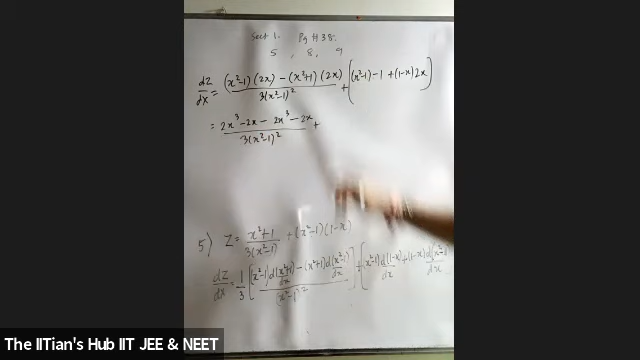 Sect 1. Pg # 38.
5 , 8, 9
dz/dx = (x²-1)(2x) - (x²+1)(2x) / 3(x²-1)² + [(x²-1) - 1 + (1-x) 2x]
= 2x³ - 2x - 2x³ - 2x / 3(x²-1)² +
5) Z = x²+1 / 3(x²-1) + (x²-1)(1-x)
dz/dx = 1/3 [(x²-1) d(x²+1)/dx - (x²+1) d(x²-1)/dx / (x²-1)²] + [(x²-1) d(1-x)/dx + (1-x) d(x²-1)/dx
The IITian's Hub IIT JEE & NEET